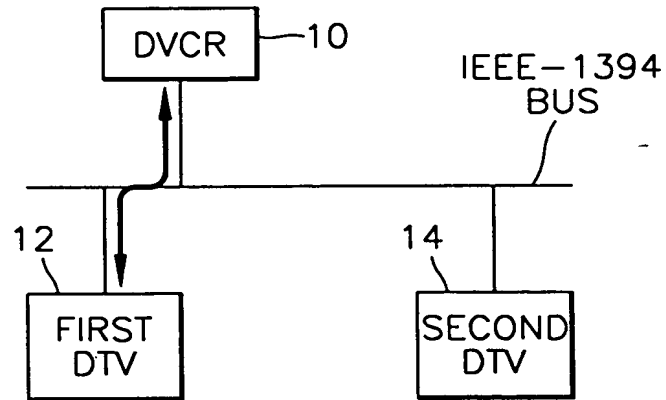 DVCR
10
IEEE-1394
BUS
12
14
FIRST
DTV
SECOND
DTV